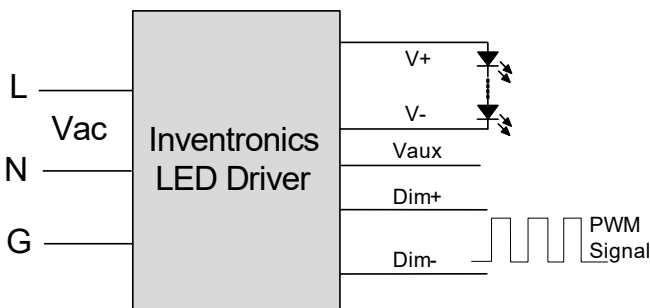 L
Vac
N
G
Inventronics
LED Driver
V+
V-
Vaux
Dim+
Dim-
PWM
Signal